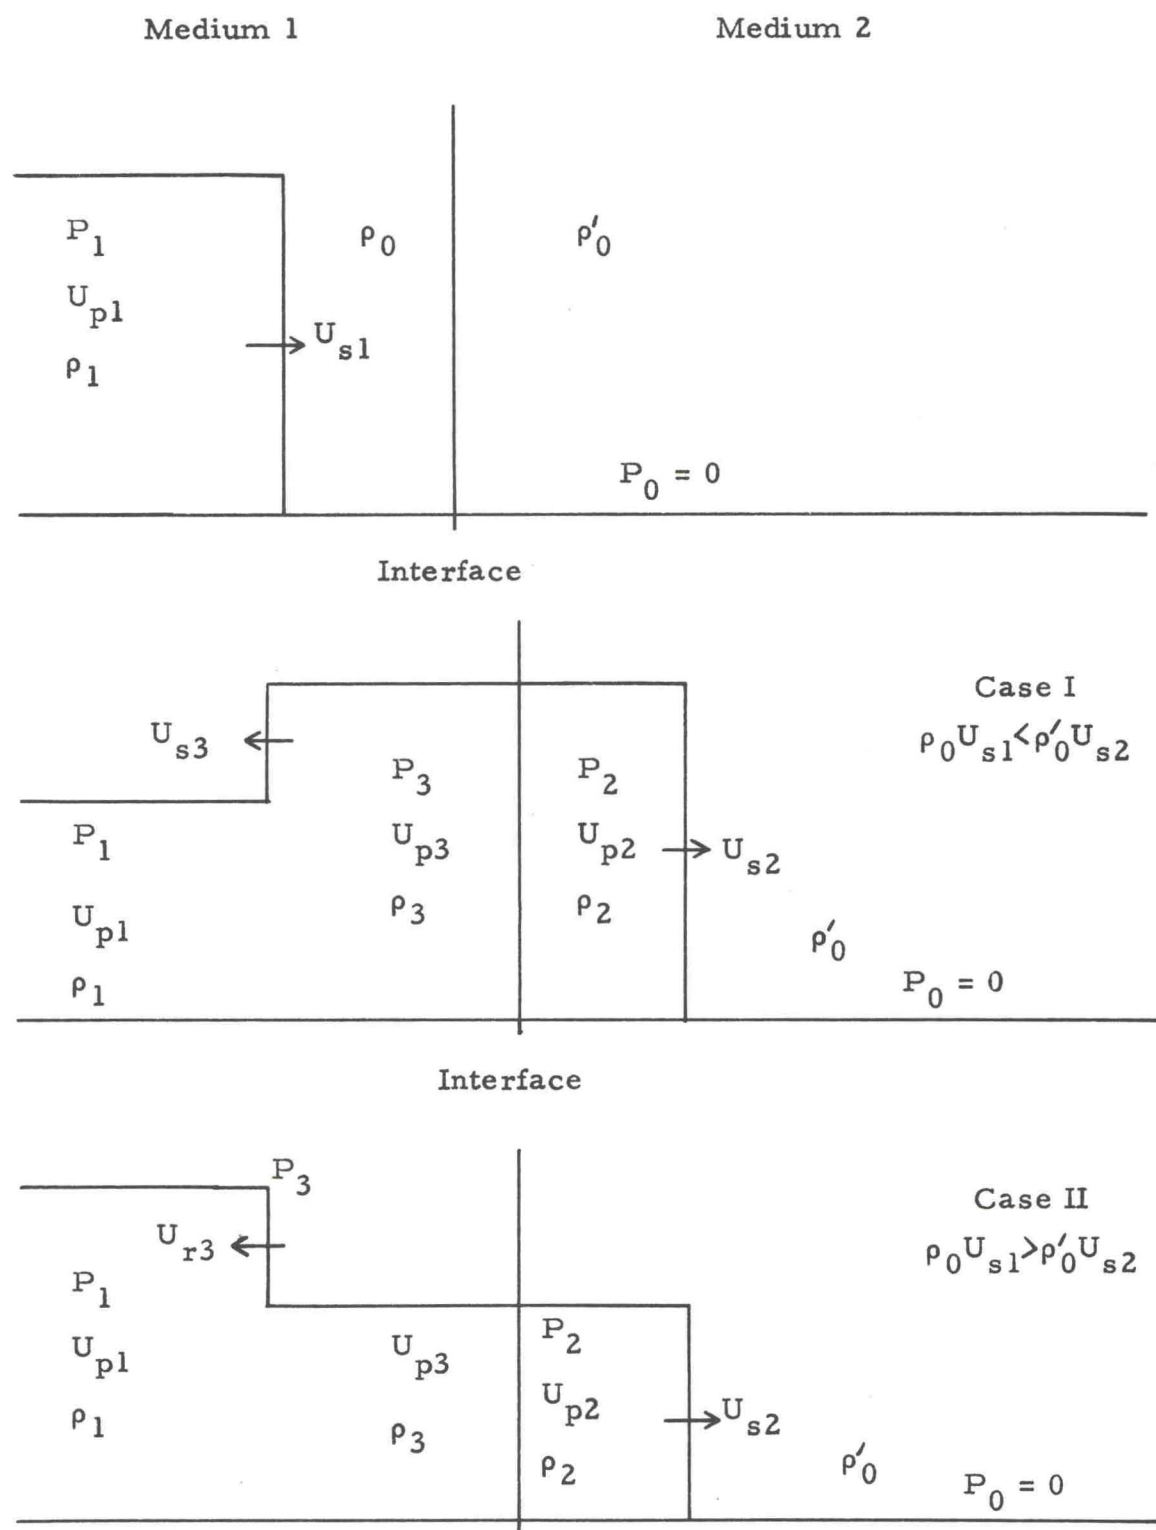 Medium 1
Medium 2
P₁
ρ₀
ρ′₀
Uₚ₁
Uₛ₁
ρ₁
P₀ = 0
Interface
Case I
ρ₀Uₛ₁<ρ′₀Uₛ₂
Uₛ₃
P₃
P₂
P₁
Uₚ₃
Uₚ₂
Uₛ₂
Uₚ₁
ρ₃
ρ₂
ρ′₀
ρ₁
P₀ = 0
Interface
P₃
Case II
ρ₀Uₛ₁>ρ′₀Uₛ₂
Uᵣ₃
P₁
P₂
Uₚ₁
Uₚ₃
Uₚ₂
Uₛ₂
ρ₁
ρ₃
ρ₂
ρ′₀
P₀ = 0